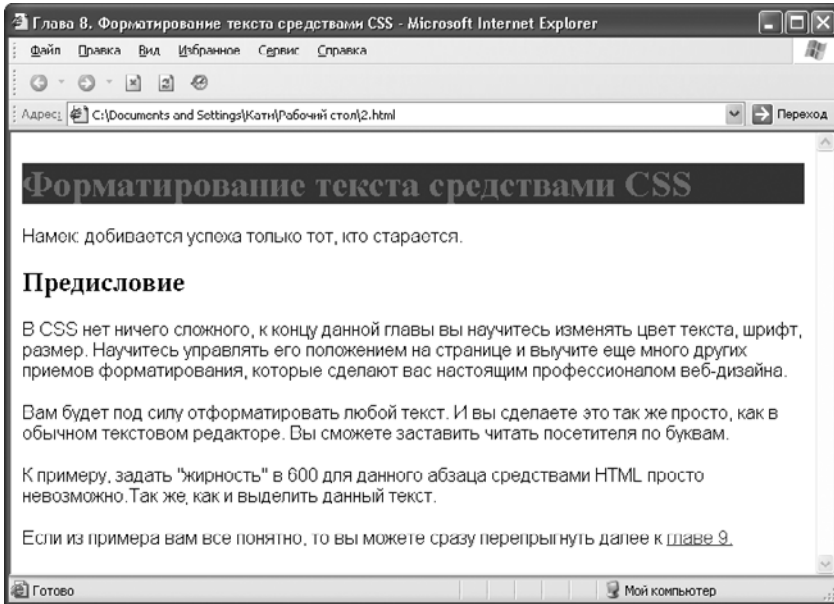 Глава 8. Форматирование текста средствами CSS - Microsoft Internet Explorer
Файл Правка Вид Избранное Сервис Справка
Адрес: C:\Documents and Settings\Катя\Рабочий стол\2.html Переход
Форматирование текста средствами CSS
Намек: добивается успеха только тот, кто старается.
Предисловие
В CSS нет ничего сложного, к концу данной главы вы научитесь изменять цвет текста, шрифт,
размер. Научитесь управлять его положением на странице и выучите еще много других
приемов форматирования, которые сделают вас настоящим профессионалом веб-дизайна.
Вам будет под силу отформатировать любой текст. И вы сделаете это так же просто, как в
обычном текстовом редакторе. Вы сможете заставить читать посетителя по буквам.
К примеру, задать "жирность" в 600 для данного абзаца средствами HTML просто
невозможно.Так же, как и выделить данный текст.
Если из примера вам все понятно, то вы можете сразу перепрыгнуть далее к главе 9.
Готово Мой компьютер